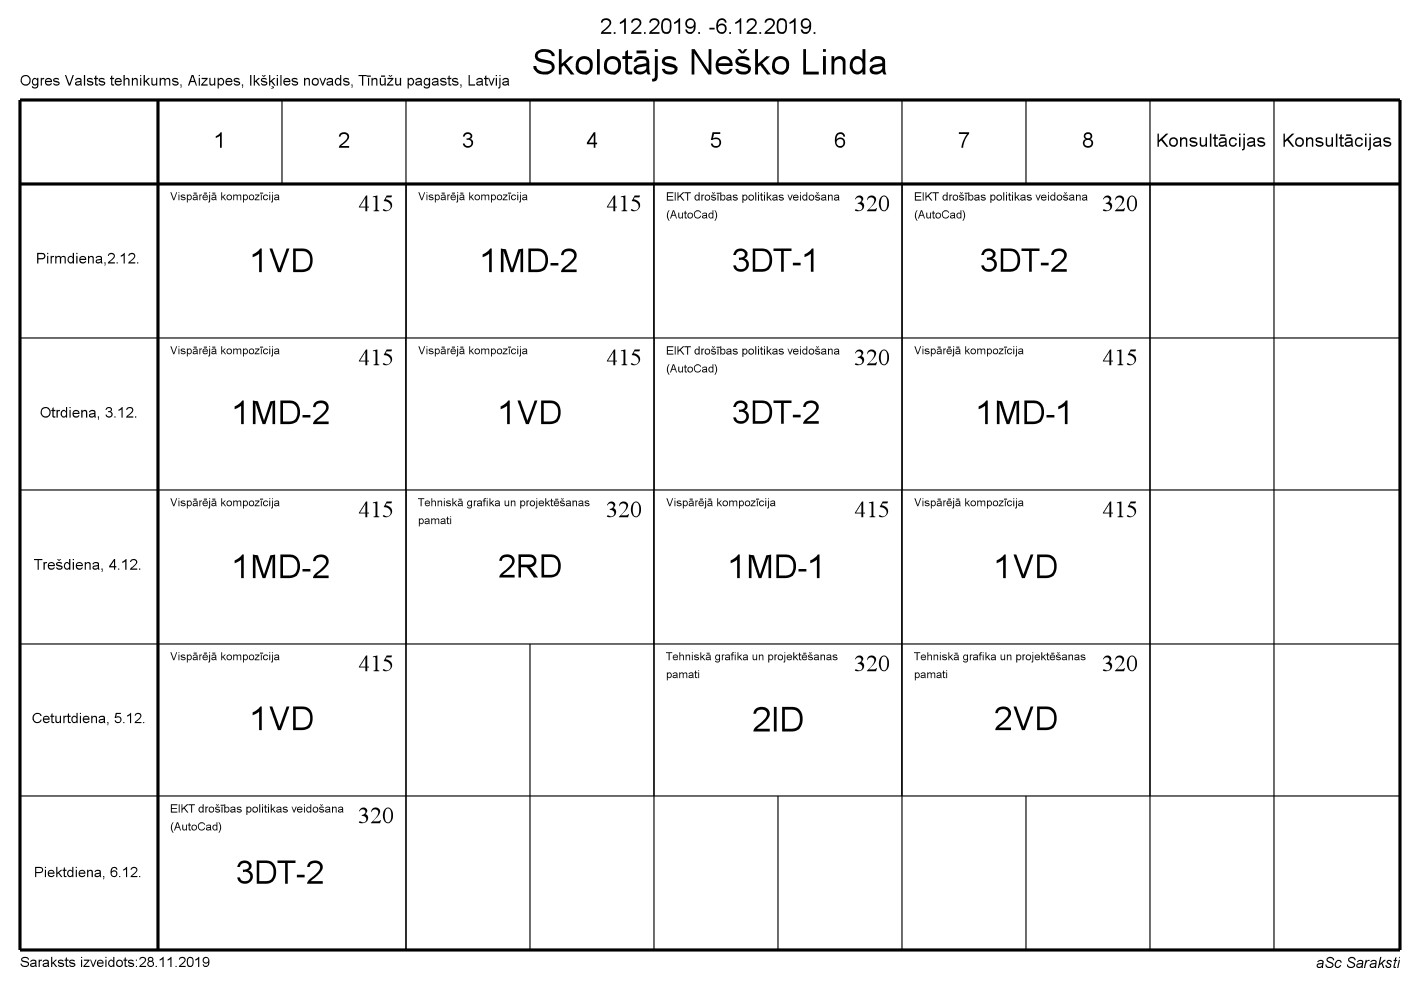 2.12.2019. -6.12.2019.
Skolotājs Neško Linda
Ogres Valsts tehnikums, Aizupes, Ikšķiles novads, Tīnūžu pagasts, Latvija
1 2 3 4 5 6 7 8 Konsultācijas Konsultācijas
Pirmdiena,2.12.
Vispārējā kompozīcija 415
1VD
Vispārējā kompozīcija 415
1MD-2
EIKT drošības politikas veidošana 320
(AutoCad)
3DT-1
EIKT drošības politikas veidošana 320
(AutoCad)
3DT-2
Otrdiena, 3.12.
Vispārējā kompozīcija 415
1MD-2
Vispārējā kompozīcija 415
1VD
EIKT drošības politikas veidošana 320
(AutoCad)
3DT-2
Vispārējā kompozīcija 415
1MD-1
Trešdiena, 4.12.
Vispārējā kompozīcija 415
1MD-2
Tehniskā grafika un projektēšanas 320
pamati
2RD
Vispārējā kompozīcija 415
1MD-1
Vispārējā kompozīcija 415
1VD
Ceturtdiena, 5.12.
Vispārējā kompozīcija 415
1VD
Tehniskā grafika un projektēšanas 320
pamati
2ID
Tehniskā grafika un projektēšanas 320
pamati
2VD
Piektdiena, 6.12.
EIKT drošības politikas veidošana 320
(AutoCad)
3DT-2
Saraksts izveidots:28.11.2019
aSc Saraksti